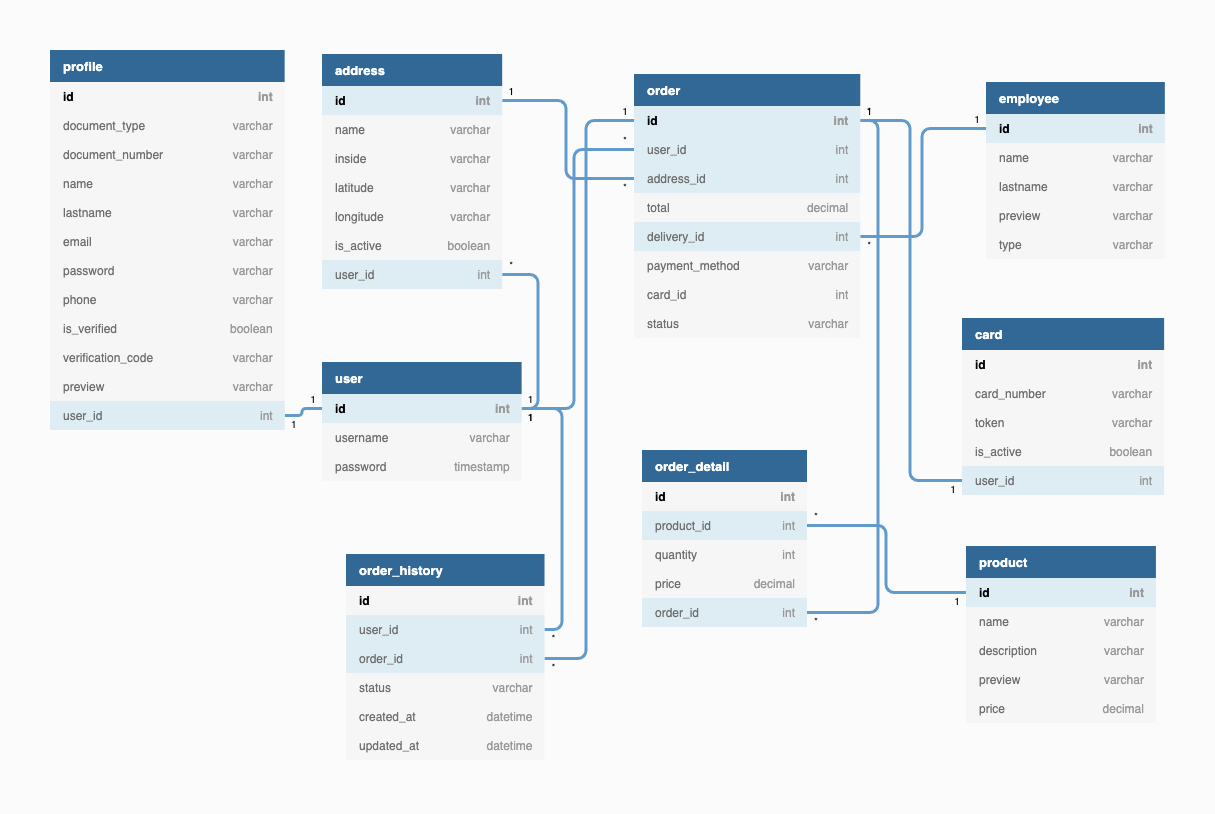 profile
id int
document_type varchar
document_number varchar
name varchar
lastname varchar
email varchar
password varchar
phone varchar
is_verified boolean
verification_code varchar
preview varchar
user_id int
1
address
id int
name varchar
inside varchar
latitude varchar
longitude varchar
is_active boolean
user_id int
1
*
user
id int
username varchar
password timestamp
1
1
1
order_history
id int
user_id int
order_id int
status varchar
created_at datetime
updated_at datetime
*
*
order
id int
user_id int
address_id int
total decimal
delivery_id int
payment_method varchar
card_id int
status varchar
1
*
*
1
*
order_detail
id int
product_id int
quantity int
price decimal
order_id int
*
*
employee
id int
name varchar
lastname varchar
preview varchar
type varchar
1
card
id int
card_number varchar
token varchar
is_active boolean
user_id int
1
product
id int
name varchar
description varchar
preview varchar
price decimal
1